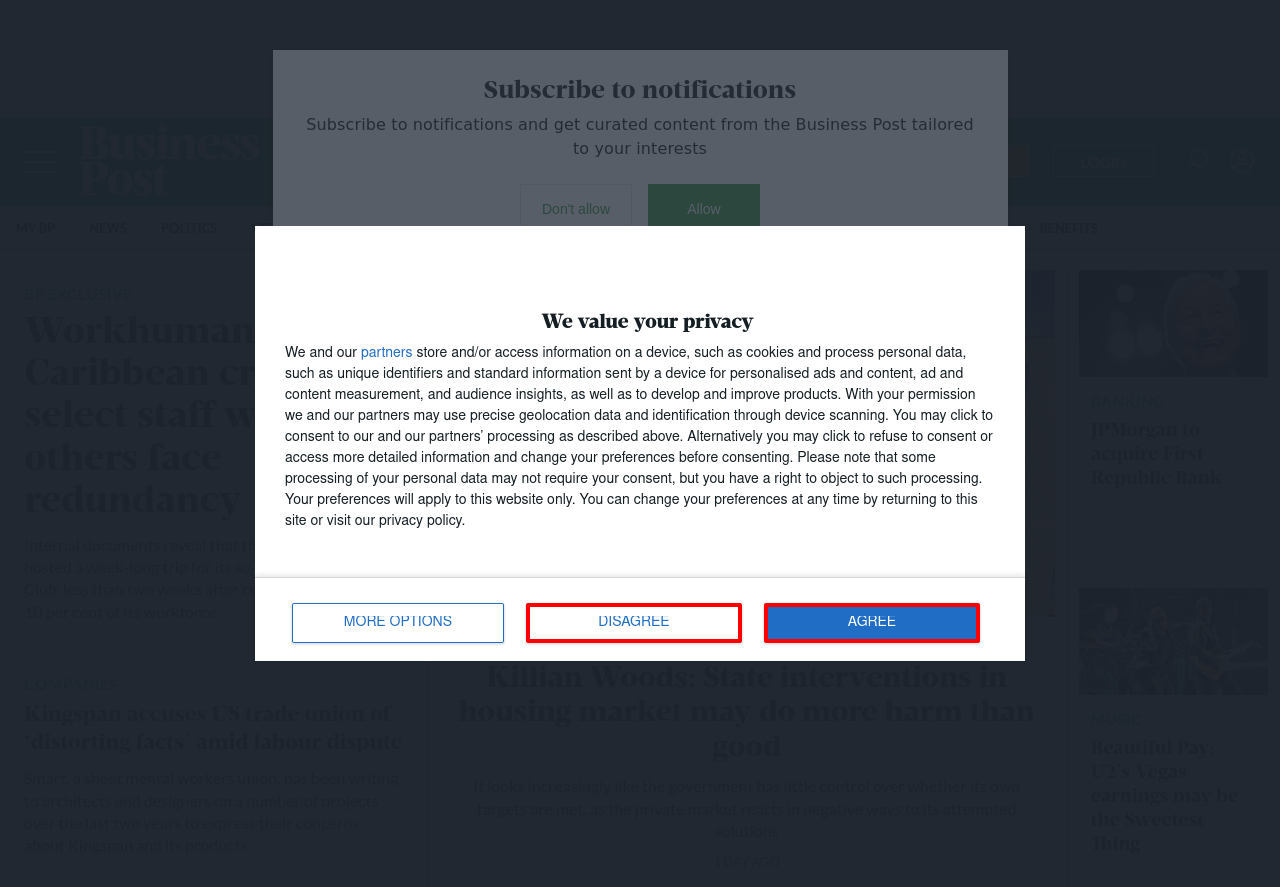 Subscribe to notifications
Subscribe to notifications and get curated content from the Business Post tailored
to your interests
Don't allow
Allow
Business
Post
MY BP
NEWS
POLITICS
BENEFITS
We value your privacy
We and our partners store and/or access information on a device, such as cookies and process personal data,
such as unique identifiers and standard information sent by a device for personalised ads and content, ad and
content measurement, and audience insights, as well as to develop and improve products. With your permission
we and our partners may use precise geolocation data and identification through device scanning. You may click to
consent to our and our partners’ processing as described above. Alternatively you may click to refuse to consent or
access more detailed information and change your preferences before consenting. Please note that some
processing of your personal data may not require your consent, but you have a right to object to such processing.
Your preferences will apply to this website only. You can change your preferences at any time by returning to this
site or visit our privacy policy.
MORE OPTIONS
DISAGREE
AGREE
BP EXCLUSIVE
Workhuman
Caribbean
select staff
others face
redundancy
Internal documents reveal that
hosted a week-long trip for its
Club less than two weeks after
10 per cent of its workforce
COMPANIES
Kingspan accuses US trade union of
‘distorting facts’ amid labour dispute
Smart, a sheet mental workers union, has been writing
to architects and designers on a number of projects
over the last two years to express their concerns
about Kingspan and its products
Killian Woods: State interventions in
housing market may do more harm than
good
It looks increasingly like the government has little control over whether its own
targets are met, as the private market reacts in negative ways to its attempted
solutions
1 DAY AGO
BANKING
JPMorgan to
acquire First
Republic Bank
MUSIC
Beautiful Pay:
U2’s Vegas
earnings may be
the Sweetest
Thing